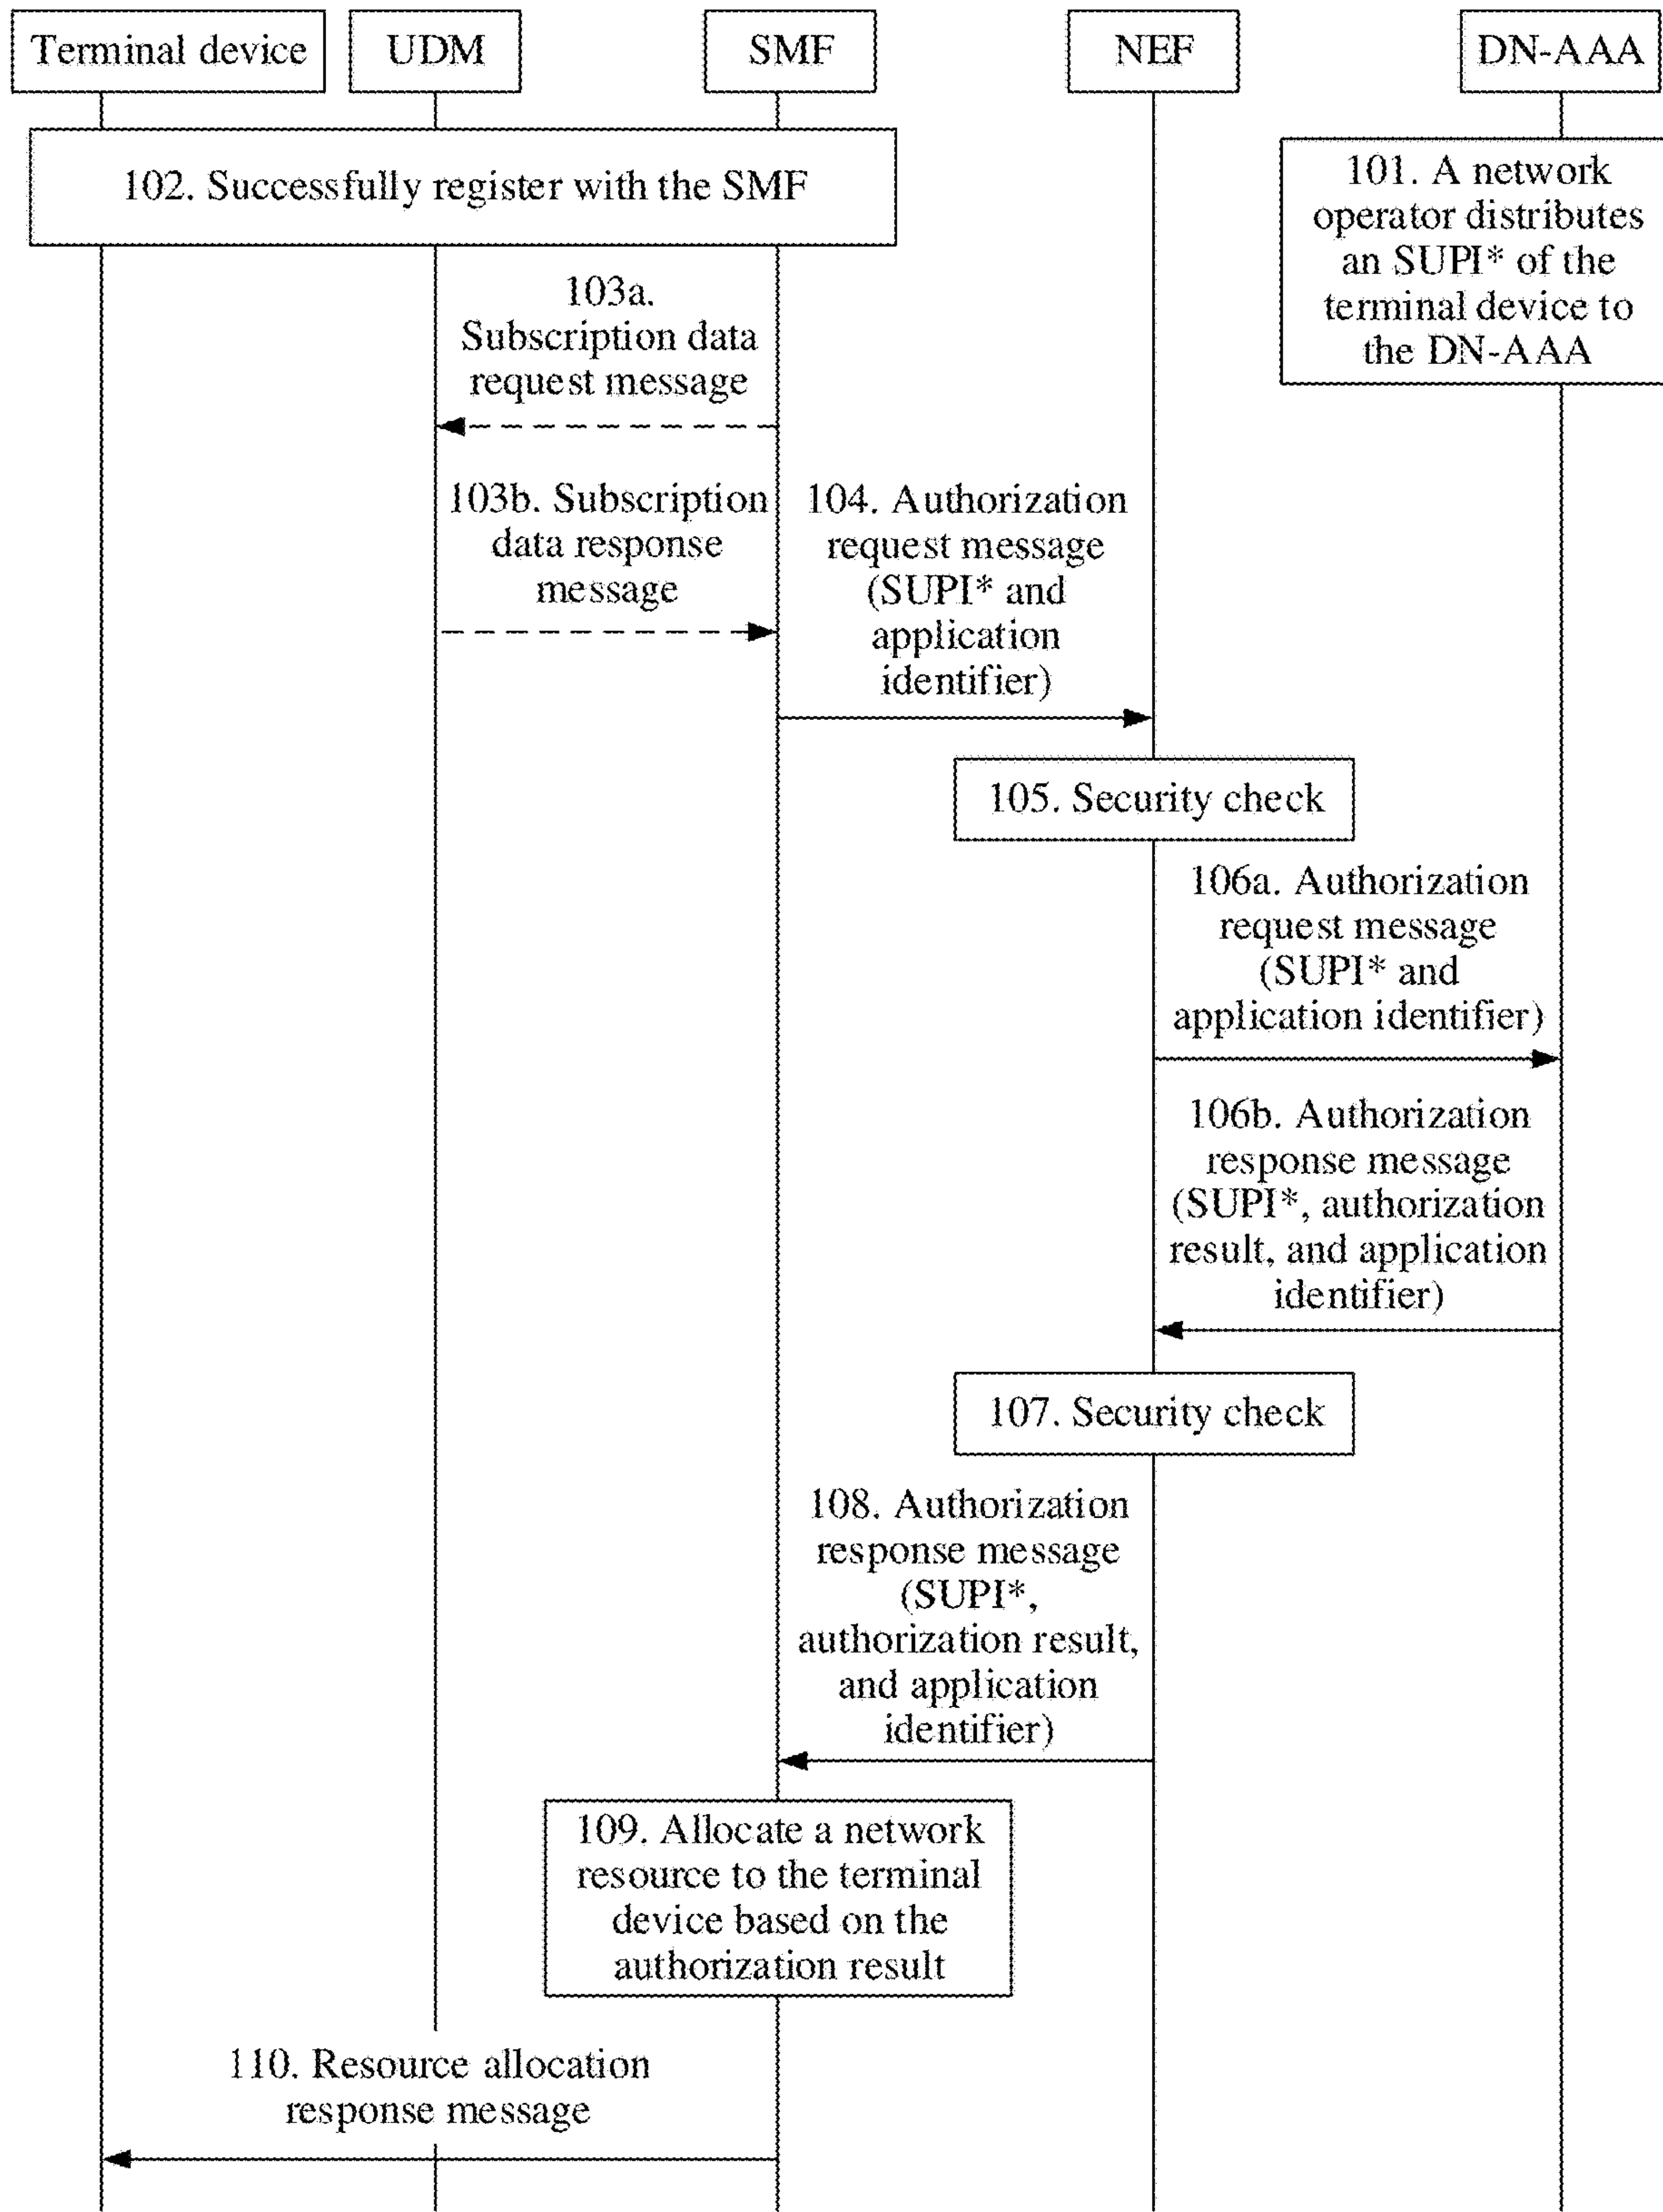 Terminal device
UDM
SMF
NEF
DN-AAA
102. Successfully register with the SMF
101. A network
operator distributes
an SUPI* of the
terminal device to
the DN-AAA
103a.
Subscription data
request message
103b. Subscription
data response
message
104. Authorization
request message
(SUPI* and
application
identifier)
105. Security check
106a. Authorization
request message
(SUPI* and
application identifier)
106b. Authorization
response message
(SUPI*, authorization
result, and application
identifier)
107. Security check
108. Authorization
response message
(SUPI*,
authorization result,
and application
identifier)
109. Allocate a network
resource to the terminal
device based on the
authorization result
110. Resource allocation
response message